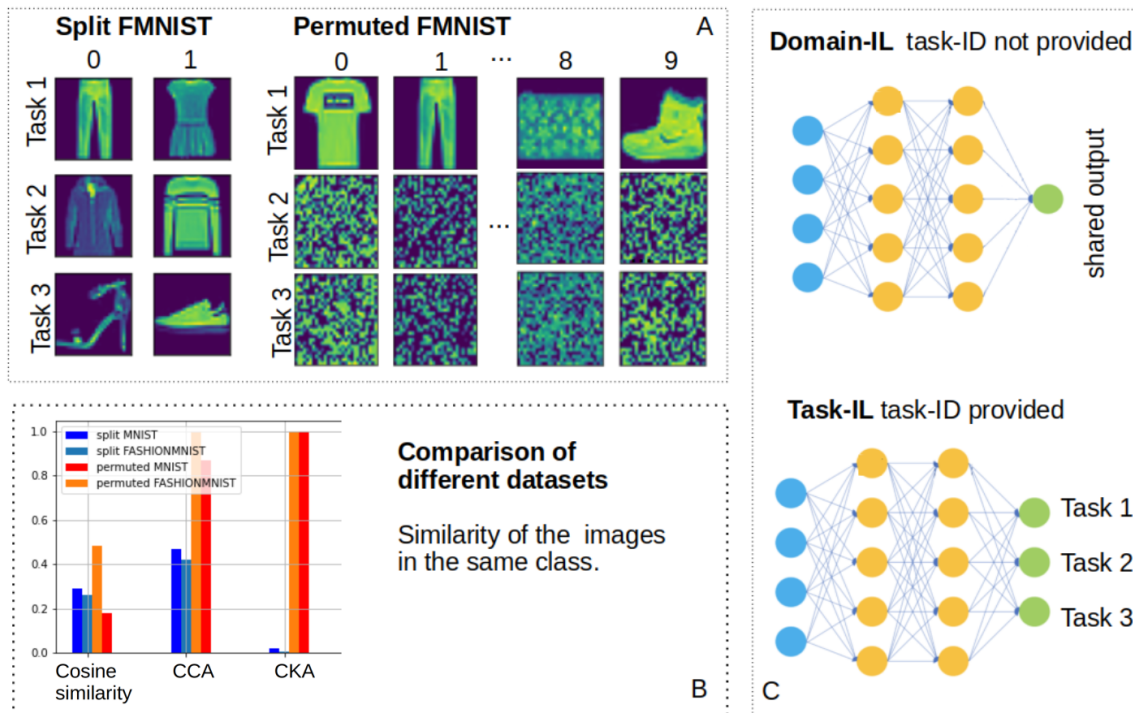 Split FMNIST
0 1
Task 1
Task 2
Task 3
Permuted FMNIST
0 1 ... 8 9
Task 1
Task 2
...
Task 3
A
1.0
0.8
0.6
0.4
0.2
0.0
split MNIST
split FASHIONMNIST
permuted MNIST
permuted FASHIONMNIST
Cosine
similarity
CCA
CKA
Comparison of
different datasets
Similarity of the images
in the same class.
B
Domain-IL task-ID not provided
shared output
Task-IL task-ID provided
Task 1
Task 2
Task 3
C